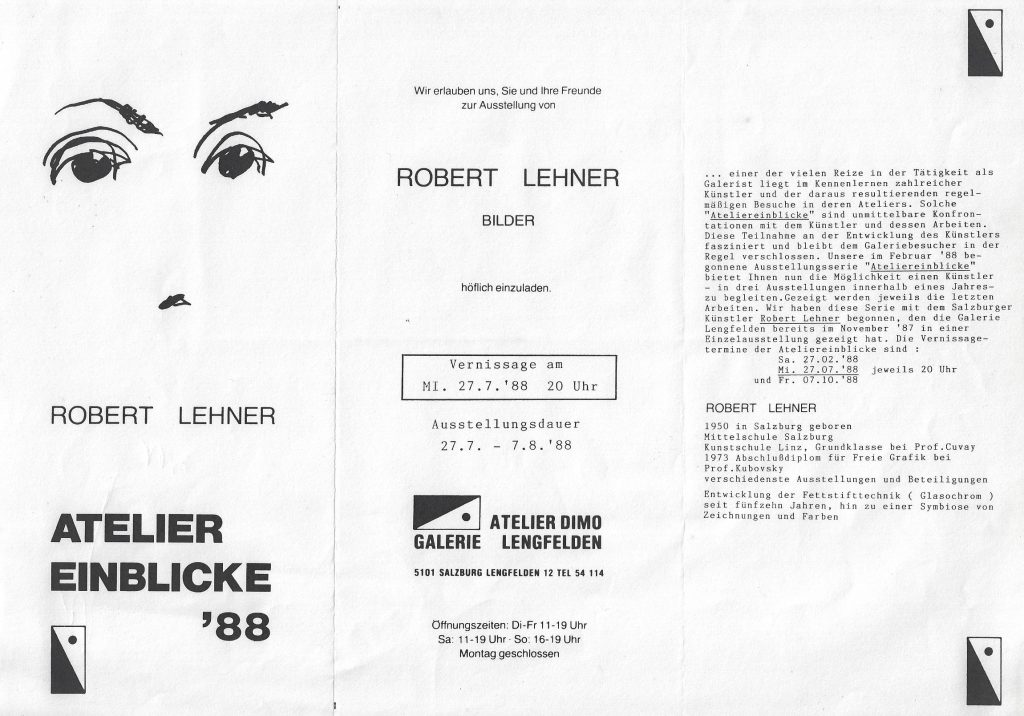 ROBERT LEHNER
ATELIER
EINBLICKE
'88
Wir erlauben uns, Sie und Ihre Freunde
zur Ausstellung von
ROBERT LEHNER
BILDER
höflich einzuladen.
Vernissage am
MI. 27.7.'88 20 Uhr
Ausstellungsdauer
27.7. - 7.8.'88
ATELIER DIMO
GALERIE LENGFELDEN
5101 SALZBURG LENGFELDEN 12 TEL 54 114
Öffnungszeiten: Di-Fr 11-19 Uhr
Sa: 11-19 Uhr · So: 16-19 Uhr
Montag geschlossen
... einer der vielen Reize in der Tätigkeit als
Galerist liegt im Kennenlernen zahlreicher
Künstler und der daraus resultierenden regel-
mäßigen Besuche in deren Ateliers. Solche
"Ateliereinblicke" sind unmittelbare Konfron-
tationen mit dem Künstler und dessen Arbeiten.
Diese Teilnahme an der Entwicklung des Künstlers
fasziniert und bleibt dem Galeriebesucher in der
Regel verschlossen. Unsere im Februar '88 be-
gonnene Ausstellungsserie "Ateliereinblicke"
bietet Ihnen nun die Möglichkeit einen Künstler
- in drei Ausstellungen innerhalb eines Jahres-
zu begleiten.Gezeigt werden jeweils die letzten
Arbeiten. Wir haben diese Serie mit dem Salzburger
Künstler Robert Lehner begonnen, den die Galerie
Lengfelden bereits im November '87 in einer
Einzelausstellung gezeigt hat. Die Vernissage-
termine der Ateliereinblicke sind :
Sa. 27.02.'88
Mi. 27.07.'88 jeweils 20 Uhr
und Fr. 07.10.'88
ROBERT LEHNER
1950 in Salzburg geboren
Mittelschule Salzburg
Kunstschule Linz, Grundklasse bei Prof.Cuvay
1973 Abschlußdiplom für Freie Grafik bei
Prof.Kubovsky
verschiedenste Ausstellungen und Beteiligungen
Entwicklung der Fettstifttechnik ( Glasochrom )
seit fünfzehn Jahren, hin zu einer Symbiose von
Zeichnungen und Farben